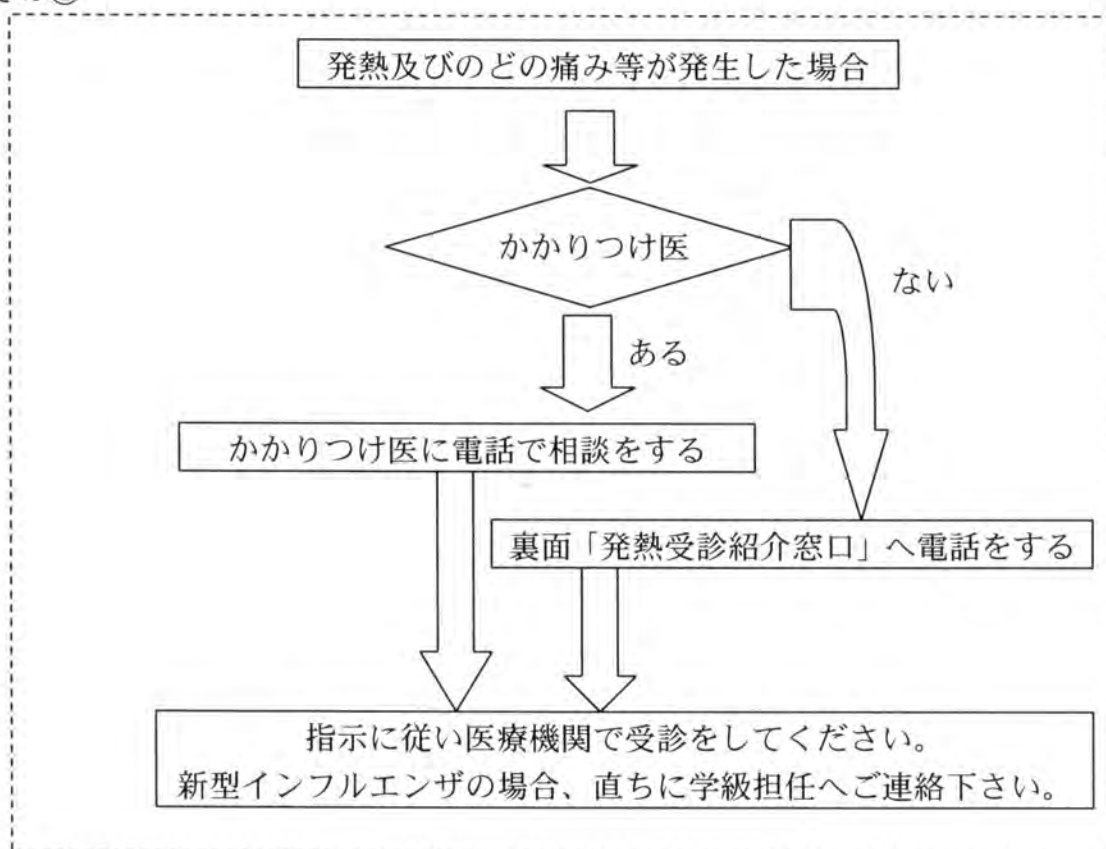 発熱及びのどの痛み等が発生した場合
かかりつけ医
ない
ある
かかりつけ医に電話で相談をする
裏面「発熱受診紹介窓口」へ電話をする
指示に従い医療機関で受診をしてください。
新型インフルエンザの場合、直ちに学級担任へご連絡下さい。